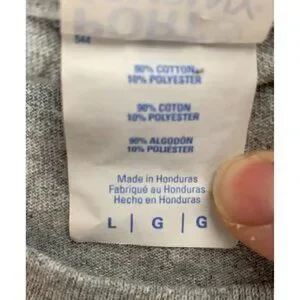 544
90% COTTON
10% POLYESTER
90% COTON
10% POLYESTER
90% ALGODÓN
10% POLIÉSTER
Made in Honduras
Fabriqué au Honduras
Hecho en Honduras
L | G | G